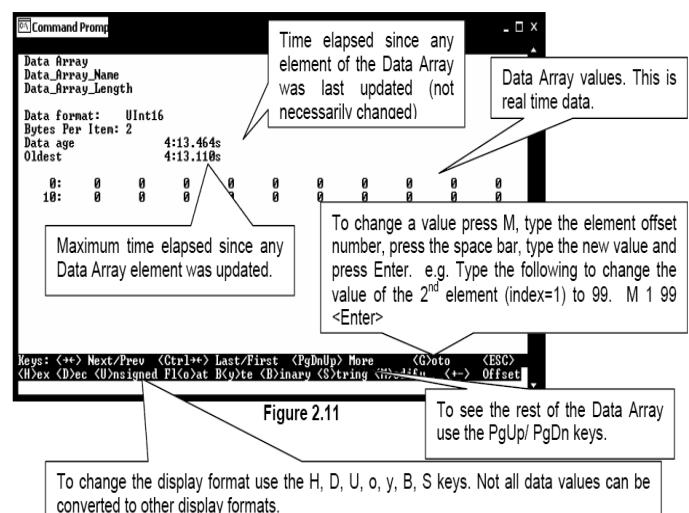 Command Promp
Data Array
Data_Array_Name
Data_Array_Length
Data format: UInt16
Bytes Per Item: 2
Data age 4:13.464s
Oldest 4:13.110s
0: 0 0 0 0 0 0 0 0 0 0
10: 0 0 0 0 0 0 0 0 0 0
Time elapsed since any
element of the Data Array
was last updated (not
necessarily changed)
Data Array values. This is
real time data.
Maximum time elapsed since any
Data Array element was updated.
To change a value press M, type the element offset
number, press the space bar, type the new value and
press Enter. e.g. Type the following to change the
value of the 2nd element (index=1) to 99. M 1 99
<Enter>
Keys: <→←> Next/Prev <Ctrl→←> Last/First <PgDnUp> More <G>oto <ESC>
<H>ex <D>ec <U>nsigned Fl<o>at B<y>te <B>inary <S>tring <M>odify <+-> Offset
Figure 2.11
To see the rest of the Data Array
use the PgUp/ PgDn keys.
To change the display format use the H, D, U, o, y, B, S keys. Not all data values can be
converted to other display formats.